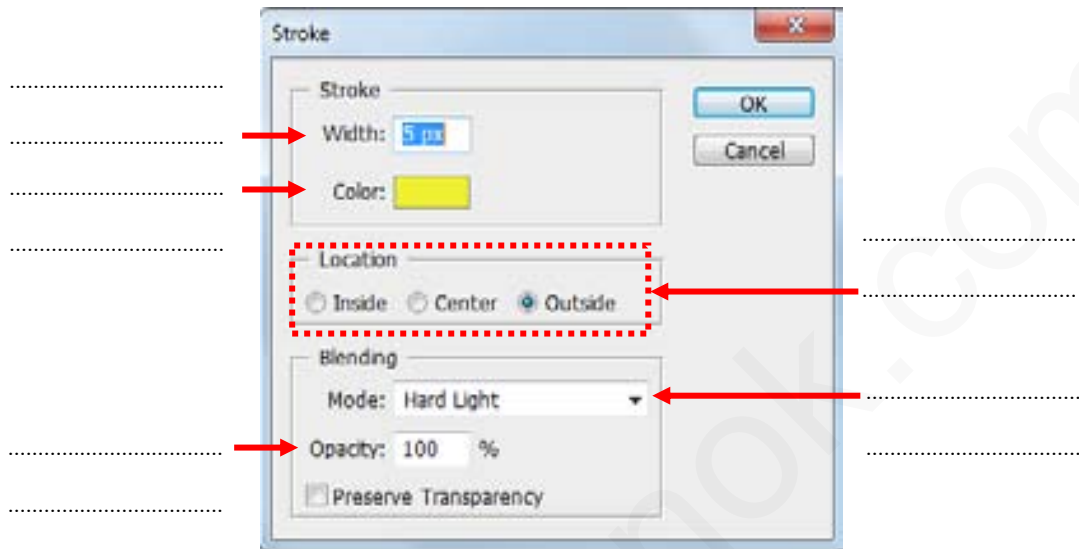 Stroke
Stroke
OK
Width: 5 px
Cancel
Color:
Location
Inside Center Outside
Blending
Mode: Hard Light
Opacity: 100 %
Preserve Transparency